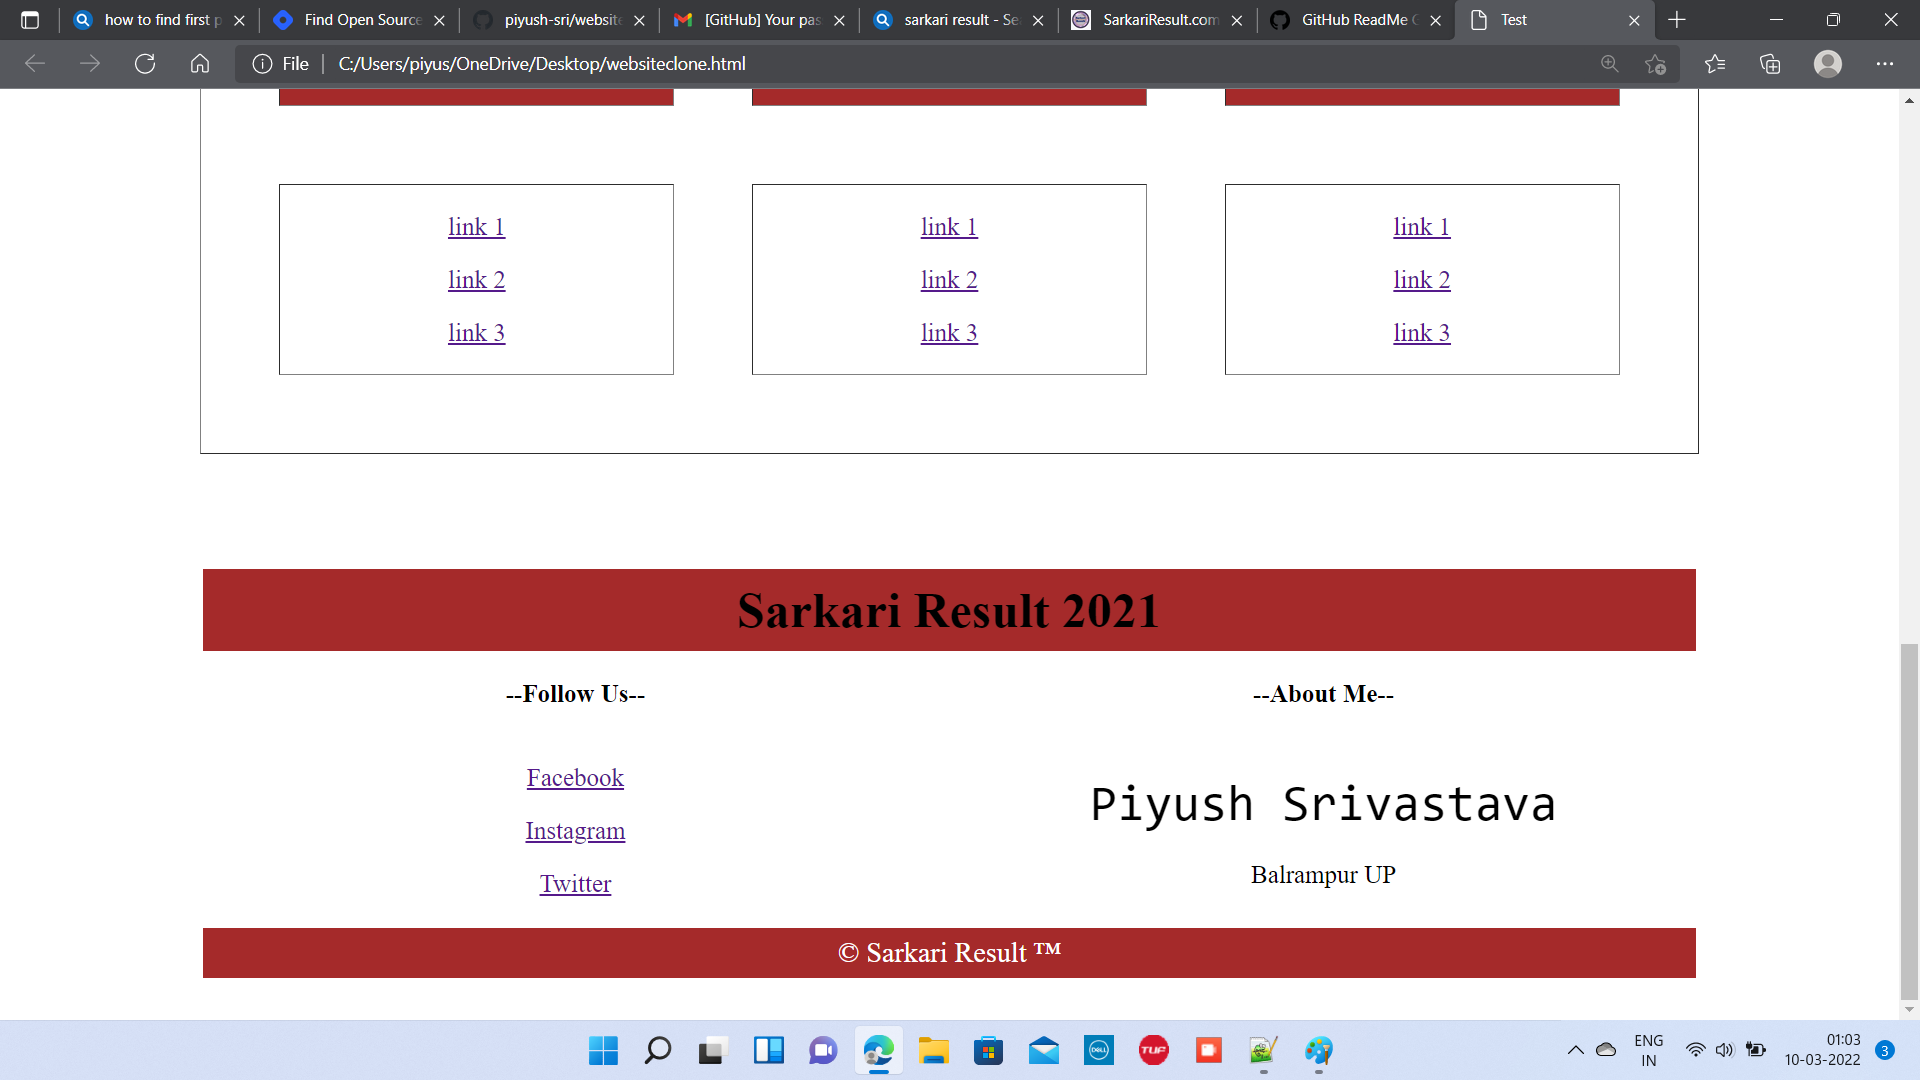 how to find first p
Find Open Source
piyush-sri/website
[GitHub] Your pas
sarkari result - Se
SarkariResult.com
GitHub ReadMe
Test
File
C:/Users/piyus/OneDrive/Desktop/websiteclone.html
link 1 link 1 link 1
link 2 link 2 link 2
link 3 link 3 link 3
Sarkari Result 2021
--Follow Us-- --About Me--
Facebook
Instagram
Twitter
Piyush Srivastava
Balrampur UP
© Sarkari Result ™
DELL
TUF
ENG
IN
01:03
10-03-2022
3